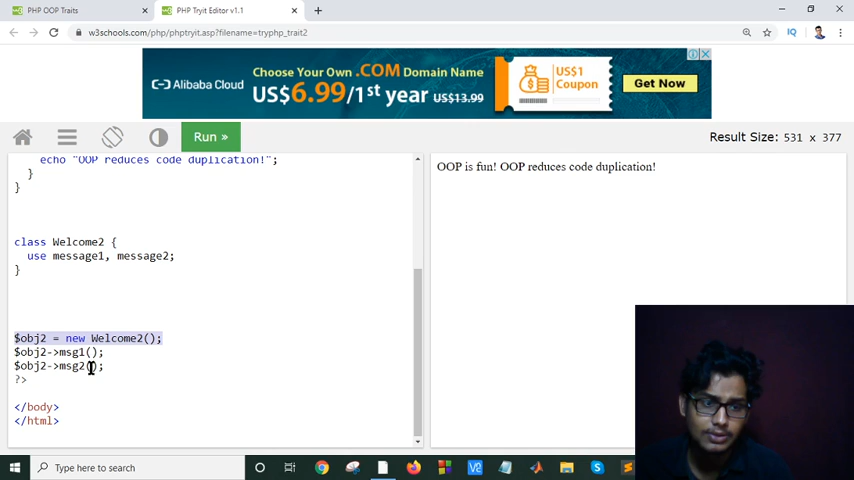 PHP OOP Traits
PHP Tryit Editor v1.1
w3schools.com/php/phptryit.asp?filename=tryphp_trait2
IQ
Alibaba Cloud
Choose Your Own .COM Domain Name
US$6.99/1st year US$13.99
US$1
Coupon
Get Now
Run »
Result Size: 531 x 377
echo "OOP reduces code duplication!";
}
}
class Welcome2 {
use message1, message2;
}
$obj2 = new Welcome2();
$obj2->msg1();
$obj2->msg2();
?>
</body>
</html>
OOP is fun! OOP reduces code duplication!
Type here to search